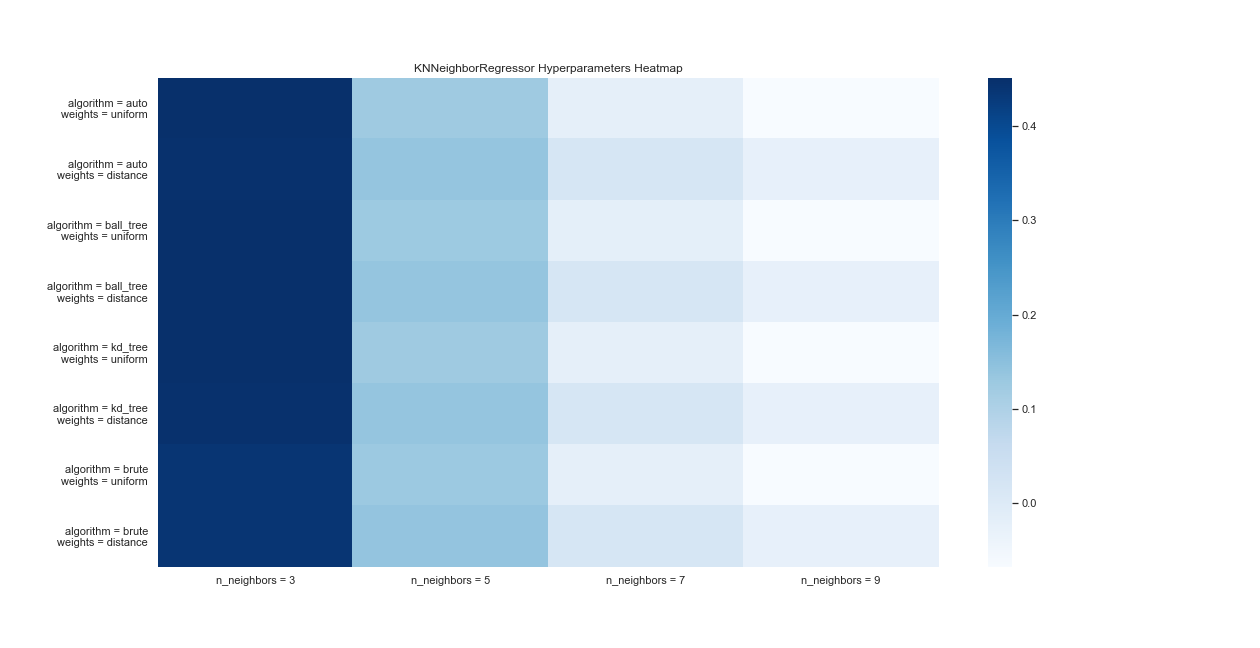 KNNeighborRegressor Hyperparameters Heatmap
algorithm = auto
weights = uniform
algorithm = auto
weights = distance
algorithm = ball_tree
weights = uniform
algorithm = ball_tree
weights = distance
algorithm = kd_tree
weights = uniform
algorithm = kd_tree
weights = distance
algorithm = brute
weights = uniform
algorithm = brute
weights = distance
n_neighbors = 3
n_neighbors = 5
n_neighbors = 7
n_neighbors = 9
0.4
0.3
0.2
0.1
0.0